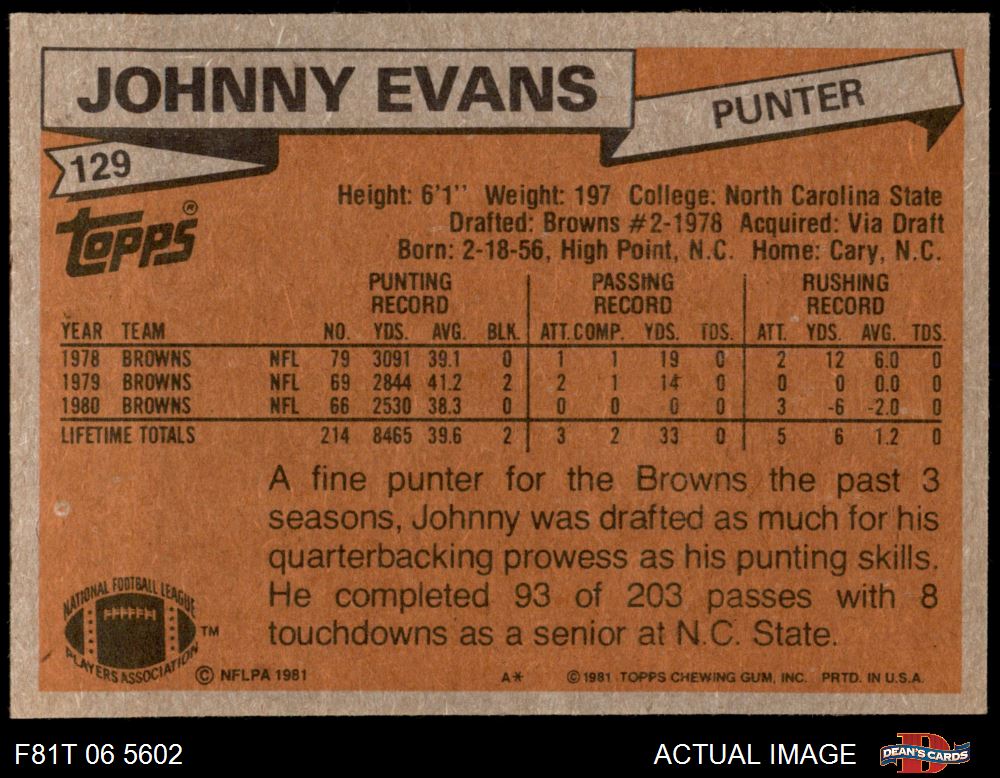 JOHNNY EVANS
PUNTER
129
topps®
Height: 6'1'' Weight: 197 College: North Carolina State
Drafted: Browns #2-1978 Acquired: Via Draft
Born: 2-18-56, High Point, N.C. Home: Cary, N.C.
PUNTING RECORD PASSING RECORD RUSHING RECORD
YEAR TEAM NO. YDS. AVG. BLK. ATT. COMP. YDS. TDS. ATT. YDS. AVG. TDS.
1978 BROWNS NFL 79 3091 39.1 0 1 1 19 0 2 12 6.0 0
1979 BROWNS NFL 69 2844 41.2 2 2 1 14 0 0 0 0.0 0
1980 BROWNS NFL 66 2530 38.3 0 0 0 0 0 3 -6 -2.0 0
LIFETIME TOTALS 214 8465 39.6 2 3 2 33 0 5 6 1.2 0
A fine punter for the Browns the past 3
seasons, Johnny was drafted as much for his
quarterbacking prowess as his punting skills.
He completed 93 of 203 passes with 8
touchdowns as a senior at N.C. State.
NATIONAL FOOTBALL LEAGUE
PLAYERS ASSOCIATION
TM
© NFLPA 1981 A* © 1981 TOPPS CHEWING GUM, INC. PRTD. IN U.S.A.
F81T 06 5602 ACTUAL IMAGE
D
DEAN'S CARDS